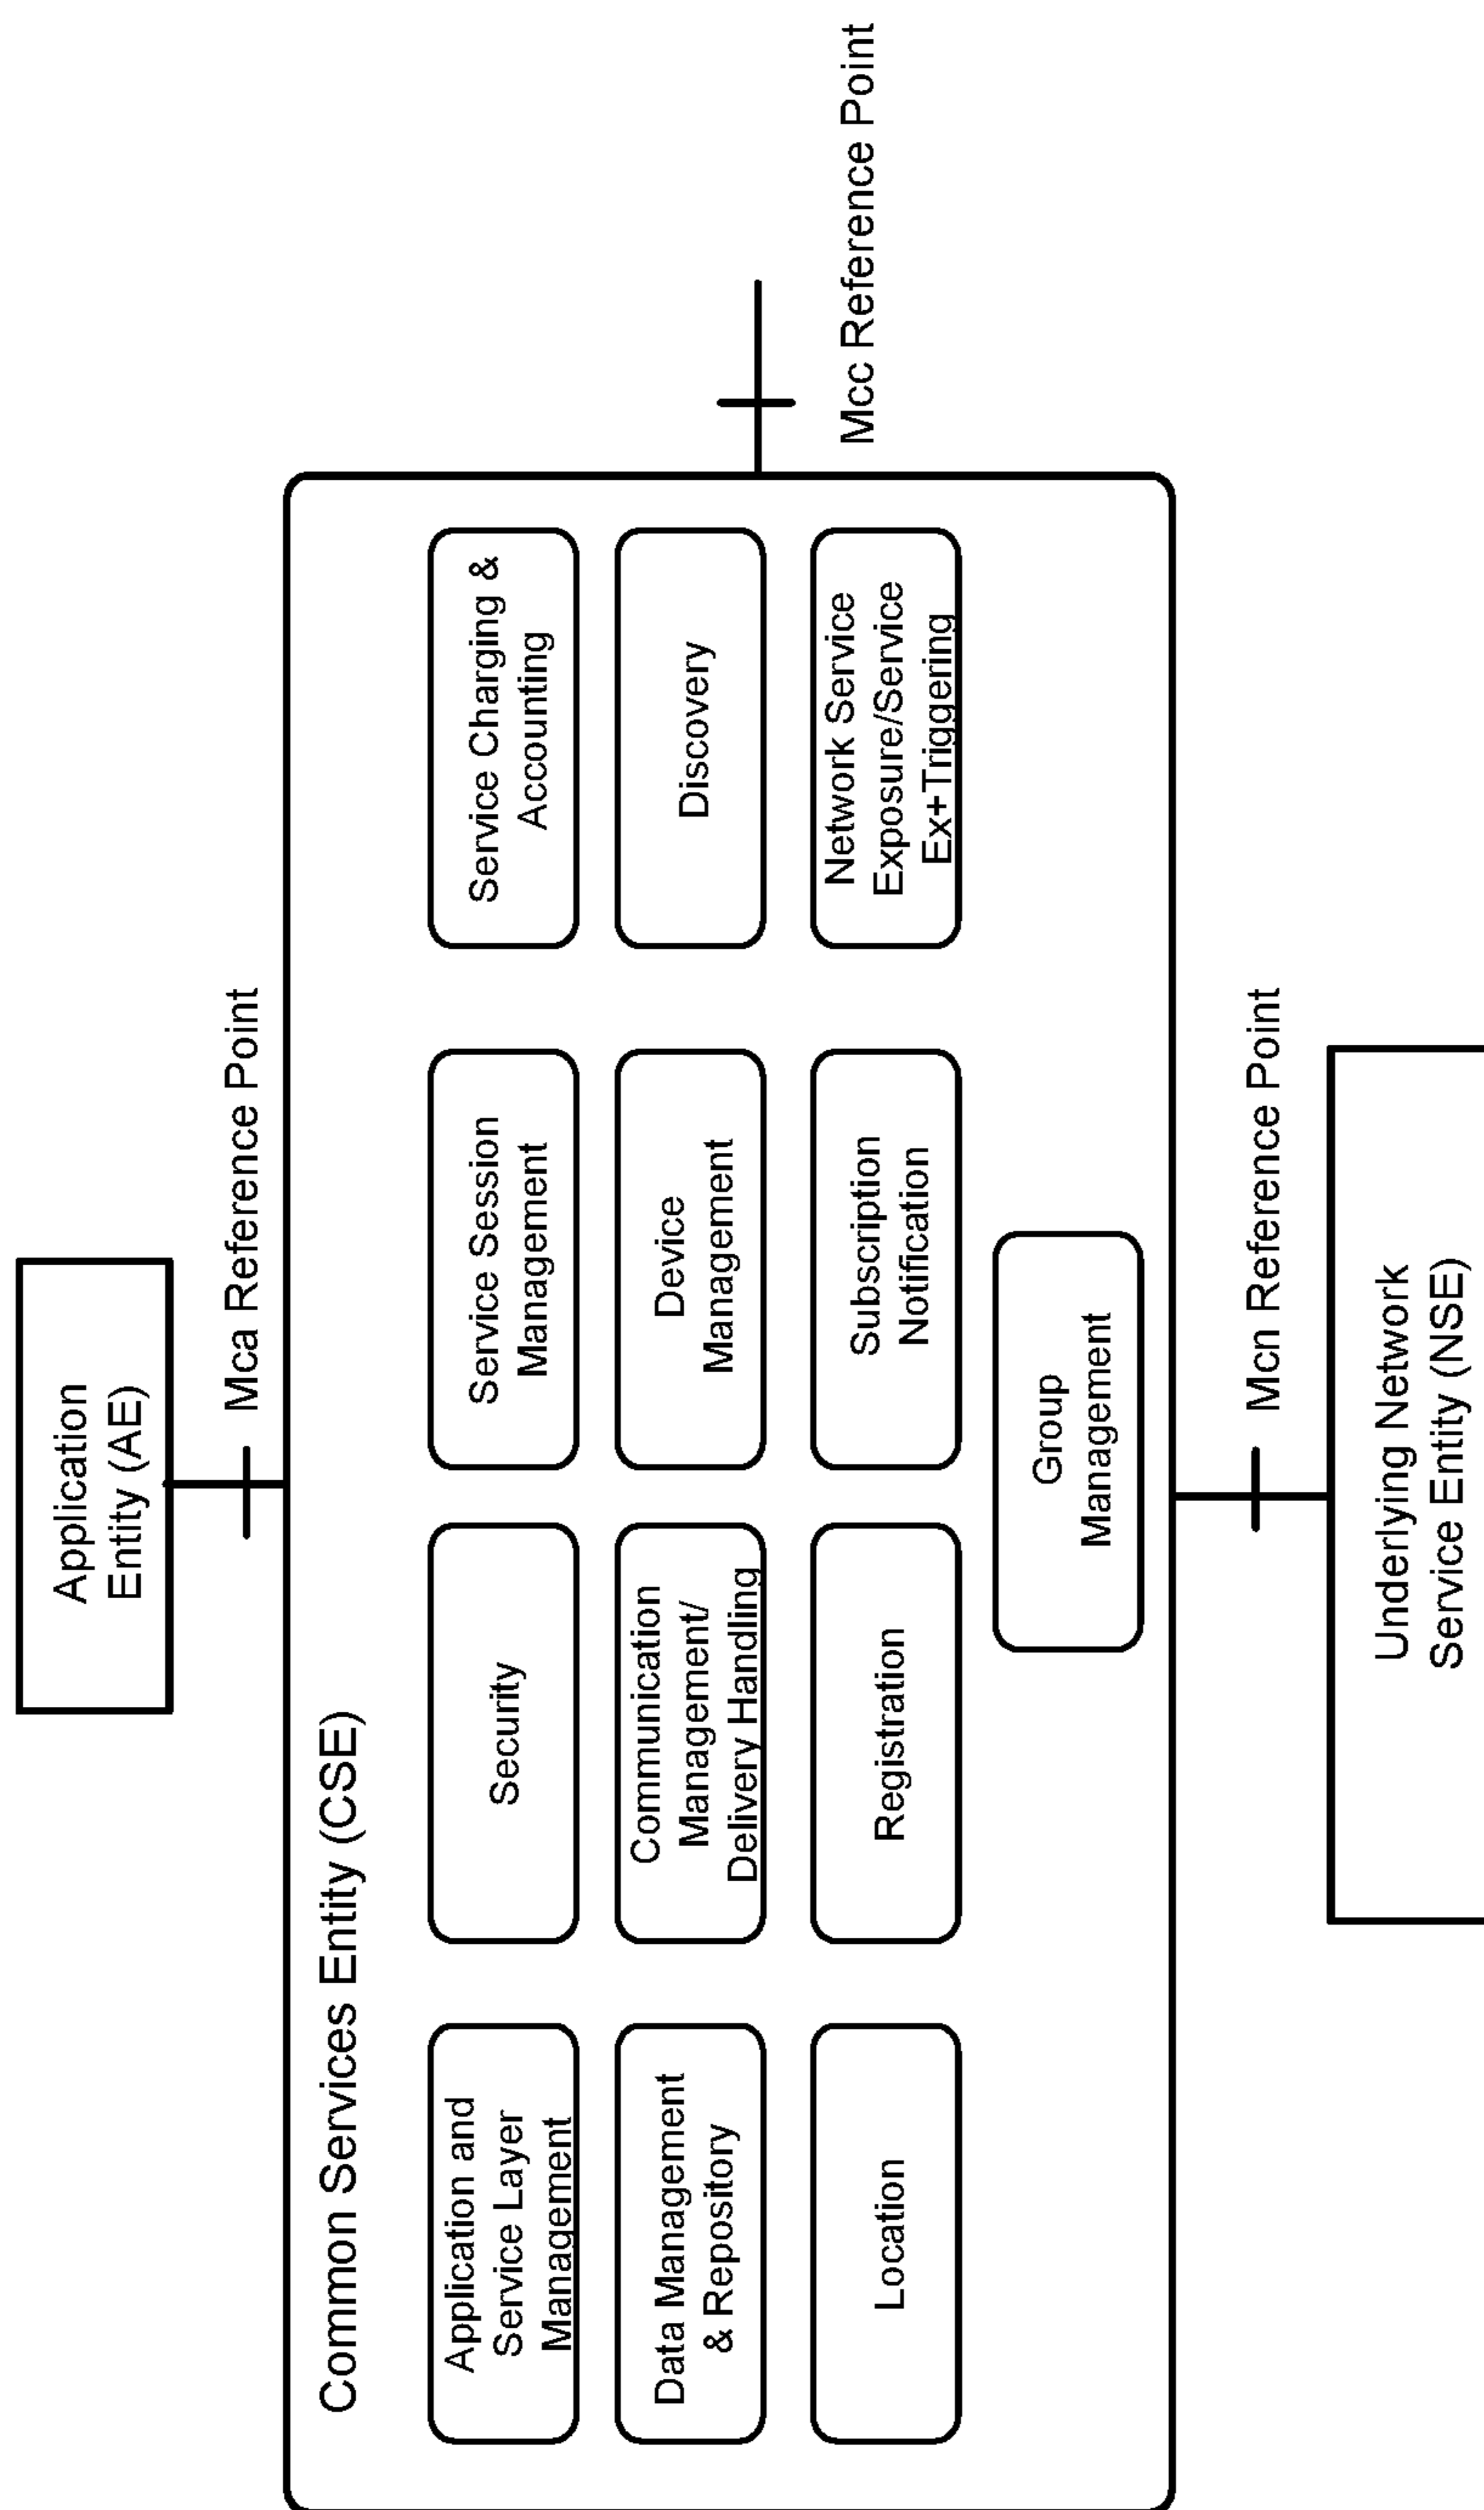 Application
Entity (AE)
Mca Reference Point
Common Services Entity (CSE)
Application and
Service Layer
Management
Security
Service Session
Management
Service Charging &
Accounting
Data Management
& Repository
Communication
Management/
Delivery Handling
Device
Management
Discovery
Location
Registration
Subscription
Notification
Network Service
Exposure/Service
Ex+Triggering
Group
Management
Mcc Reference Point
Mcn Reference Point
Underlying Network
Service Entity (NSE)